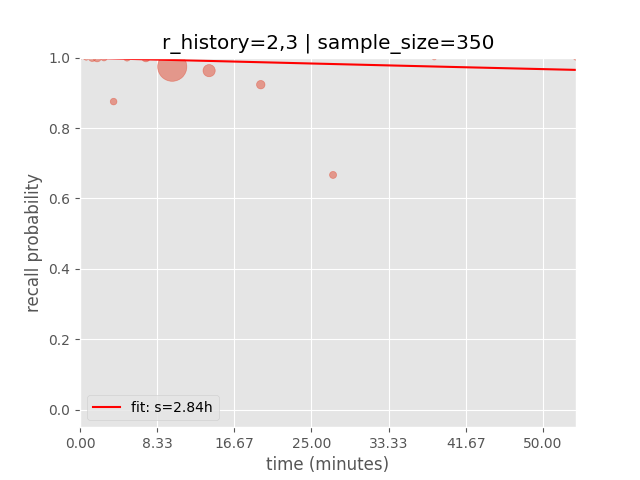 r_history=2,3 | sample_size=350
recall probability
1.0
0.8
0.6
0.4
0.2
0.0
fit: s=2.84h
0.00 8.33 16.67 25.00 33.33 41.67 50.00
time (minutes)